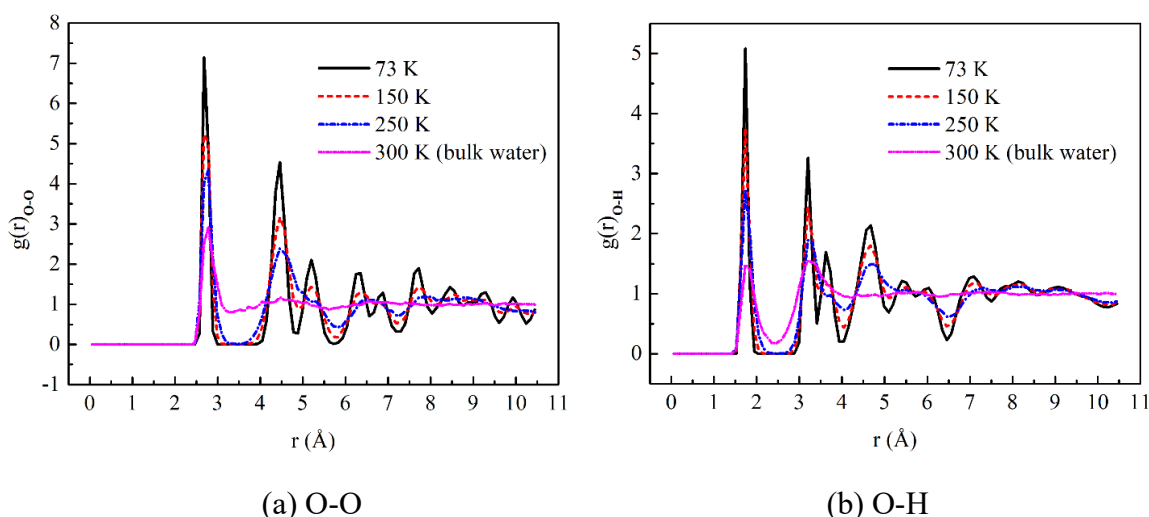 8
7
6
5
4
3
2
1
0
-1
g(r)O-O
73 K
150 K
250 K
300 K (bulk water)
0 1 2 3 4 5 6 7 8 9 10 11
r (Å)
(a) O-O
5
4
3
2
1
0
g(r)O-H
73 K
150 K
250 K
300 K (bulk water)
0 1 2 3 4 5 6 7 8 9 10 11
r (Å)
(b) O-H